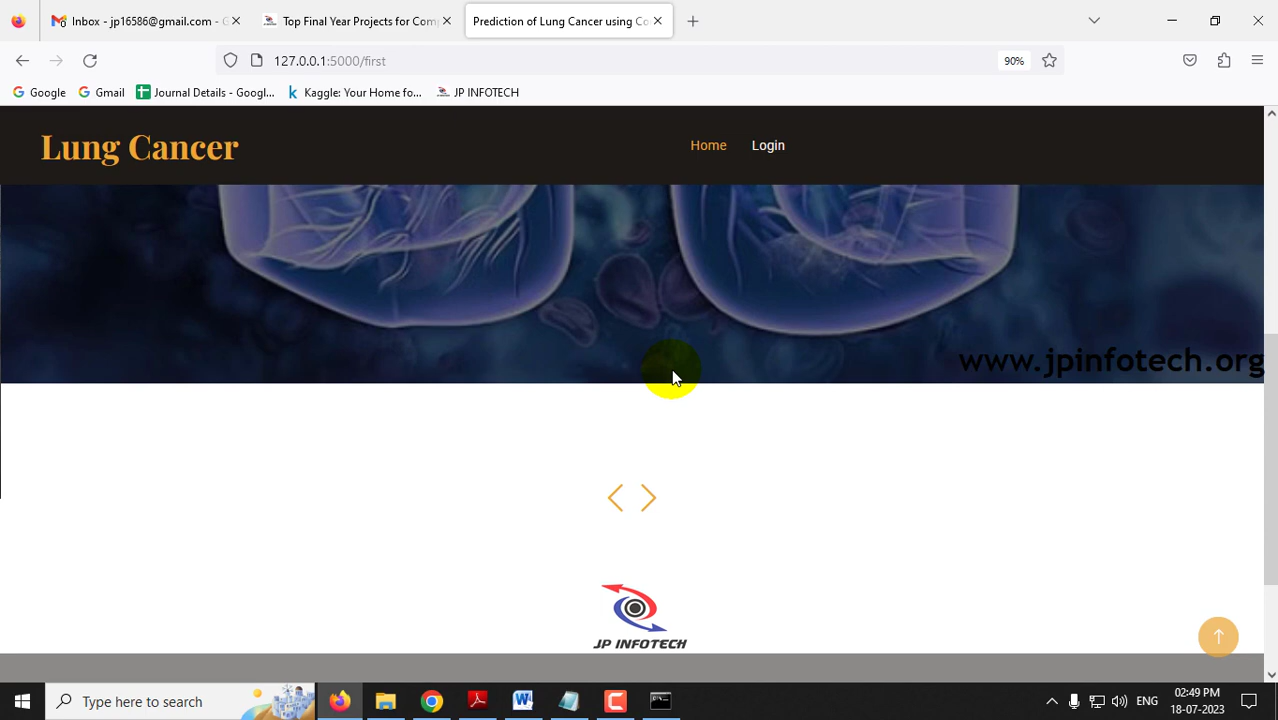 Inbox - jp16586@gmail.com - G
Top Final Year Projects for Com
Prediction of Lung Cancer using Co
127.0.0.1:5000/first
90%
Google
Gmail
Journal Details - Googl...
Kaggle: Your Home fo...
JP INFOTECH
Lung Cancer
Home
Login
www.jpinfotech.org
JP INFOTECH
Type here to search
ENG
02:49 PM
18-07-2023